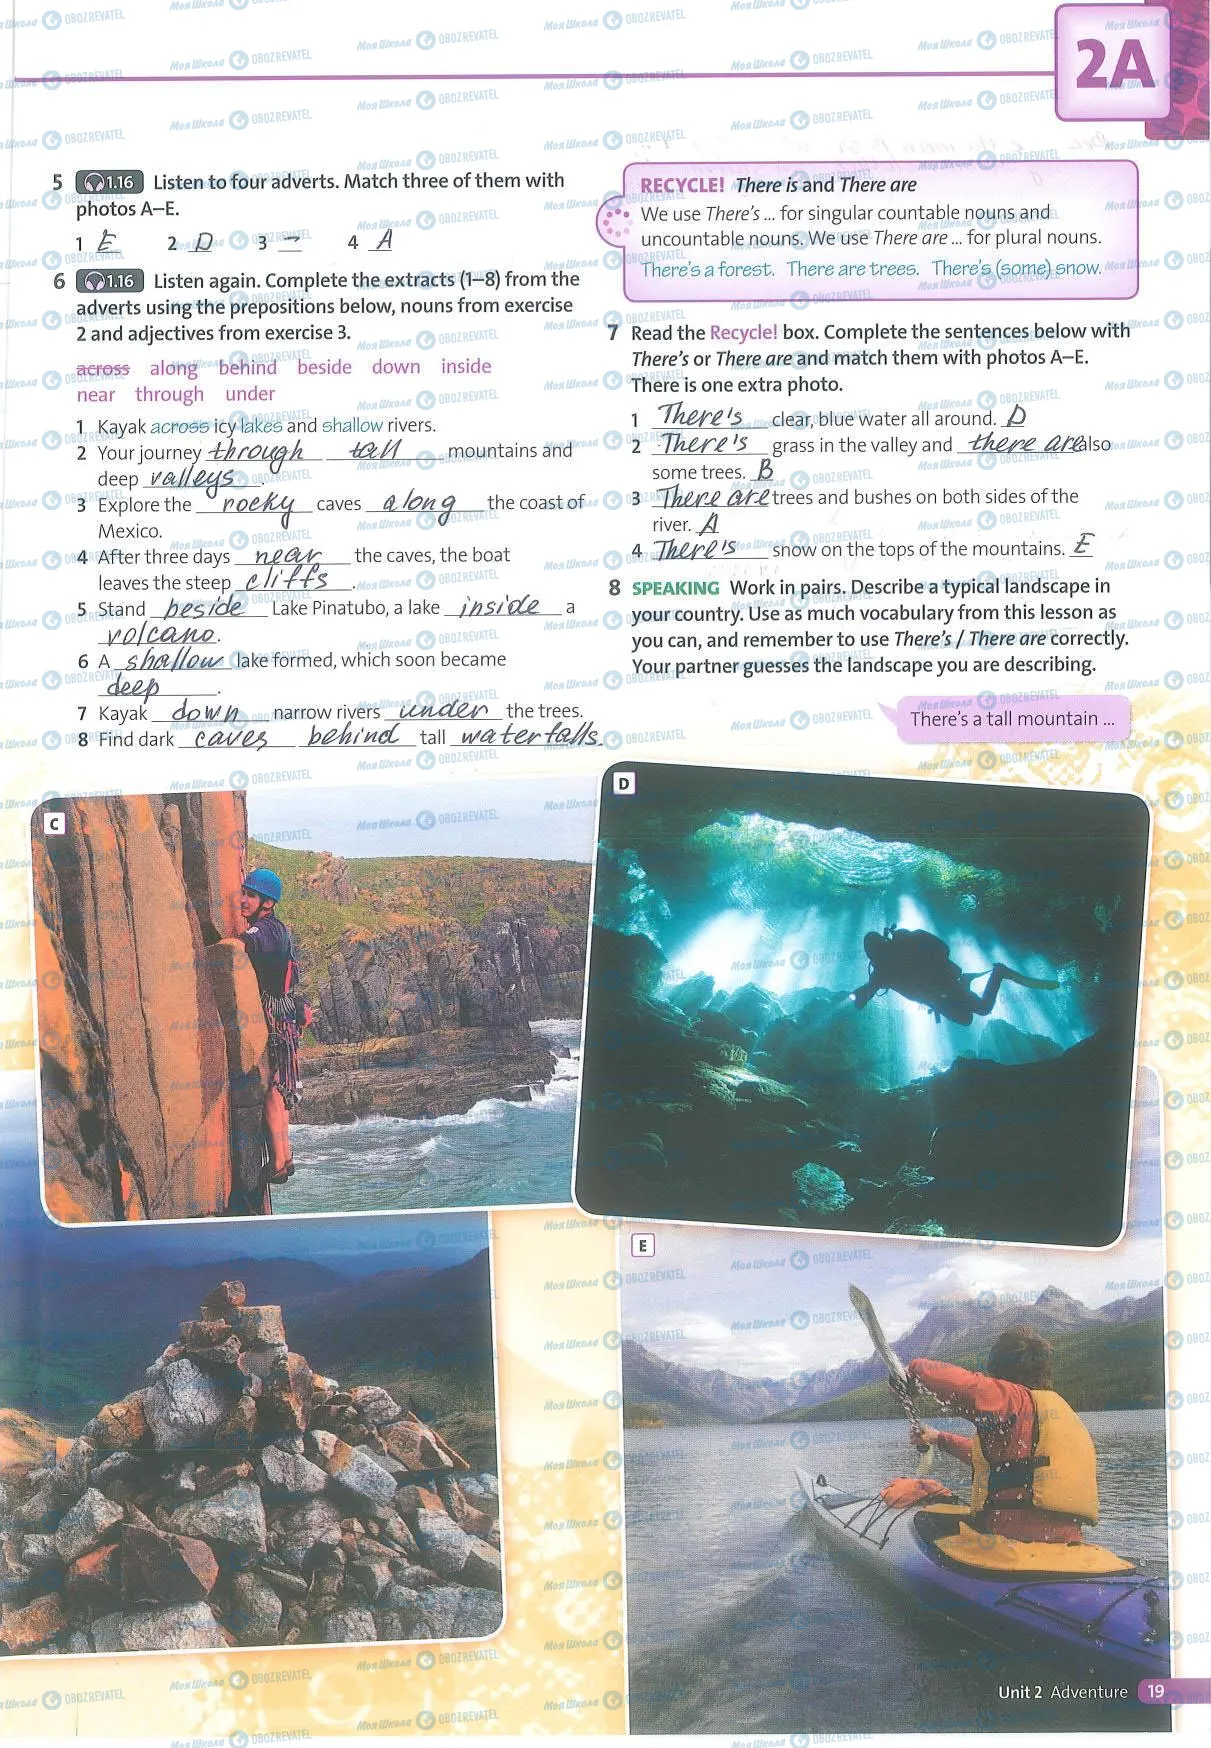 2A
5 1.16 Listen to four adverts. Match three of them with
photos A–E.
1 E 2 D 3 – 4 A
6 1.16 Listen again. Complete the extracts (1–8) from the
adverts using the prepositions below, nouns from exercise
2 and adjectives from exercise 3.
across along behind beside down inside
near through under
1 Kayak across icy lakes and shallow rivers.
2 Your journey through tall mountains and
deep valleys.
3 Explore the rocky caves along the coast of
Mexico.
4 After three days near the caves, the boat
leaves the steep cliffs.
5 Stand beside Lake Pinatubo, a lake inside a
volcano.
6 A shallow lake formed, which soon became
deep.
7 Kayak down narrow rivers under the trees.
8 Find dark caves behind tall waterfalls.
RECYCLE! There is and There are
We use There's ... for singular countable nouns and
uncountable nouns. We use There are ... for plural nouns.
There's a forest. There are trees. There's (some) snow.
7 Read the Recycle! box. Complete the sentences below with
There's or There are and match them with photos A–E.
There is one extra photo.
1 There's clear, blue water all around. D
2 There's grass in the valley and there are also
some trees. B
3 There are trees and bushes on both sides of the
river. A
4 There's snow on the tops of the mountains. E
8 SPEAKING Work in pairs. Describe a typical landscape in
your country. Use as much vocabulary from this lesson as
you can, and remember to use There's / There are correctly.
Your partner guesses the landscape you are describing.
There's a tall mountain ...
C
D
E
Unit 2 Adventure 19
Моя Школа OBOZREVATEL